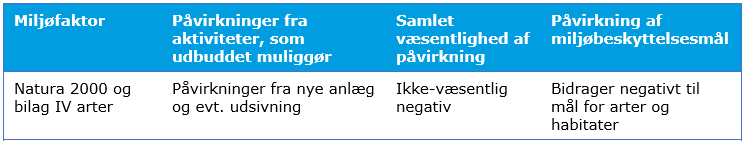 Miljøfaktor
Påvirkninger fra
aktiviteter, som
udbuddet muliggør
Samlet
væsentlighed af
påvirkning
Påvirkning af
miljøbeskyttelsesmål
Natura 2000 og
bilag IV arter
Påvirkninger fra nye anlæg
og evt. udsivning
Ikke-væsentlig
negativ
Bidrager negativt til
mål for arter og
habitater